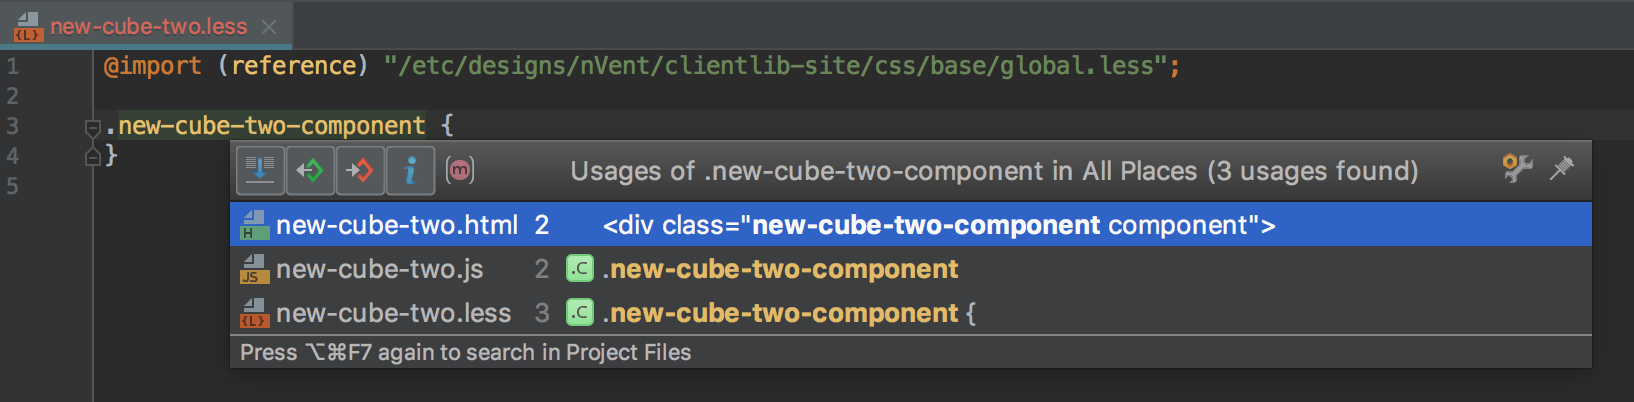 new-cube-two.less
1 @import (reference) "/etc/designs/nVent/clientlib-site/css/base/global.less";
2
3 .new-cube-two-component {
4 }
5
Usages of .new-cube-two-component in All Places (3 usages found)
new-cube-two.html 2 <div class="new-cube-two-component component">
new-cube-two.js 2 .C .new-cube-two-component
new-cube-two.less 3 .C .new-cube-two-component {
Press ⌥⌘F7 again to search in Project Files